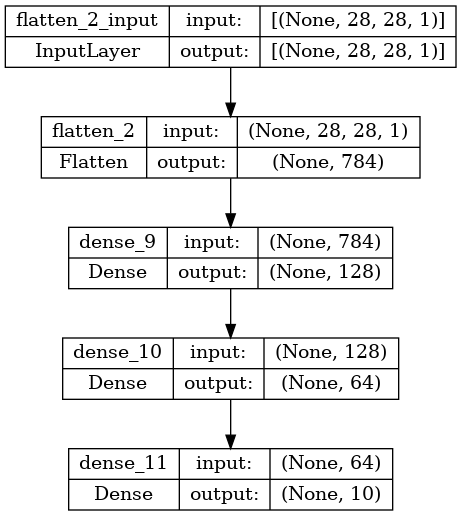 flatten_2_input input: [(None, 28, 28, 1)]
InputLayer output: [(None, 28, 28, 1)]
flatten_2 input: (None, 28, 28, 1)
Flatten output: (None, 784)
dense_9 input: (None, 784)
Dense output: (None, 128)
dense_10 input: (None, 128)
Dense output: (None, 64)
dense_11 input: (None, 64)
Dense output: (None, 10)